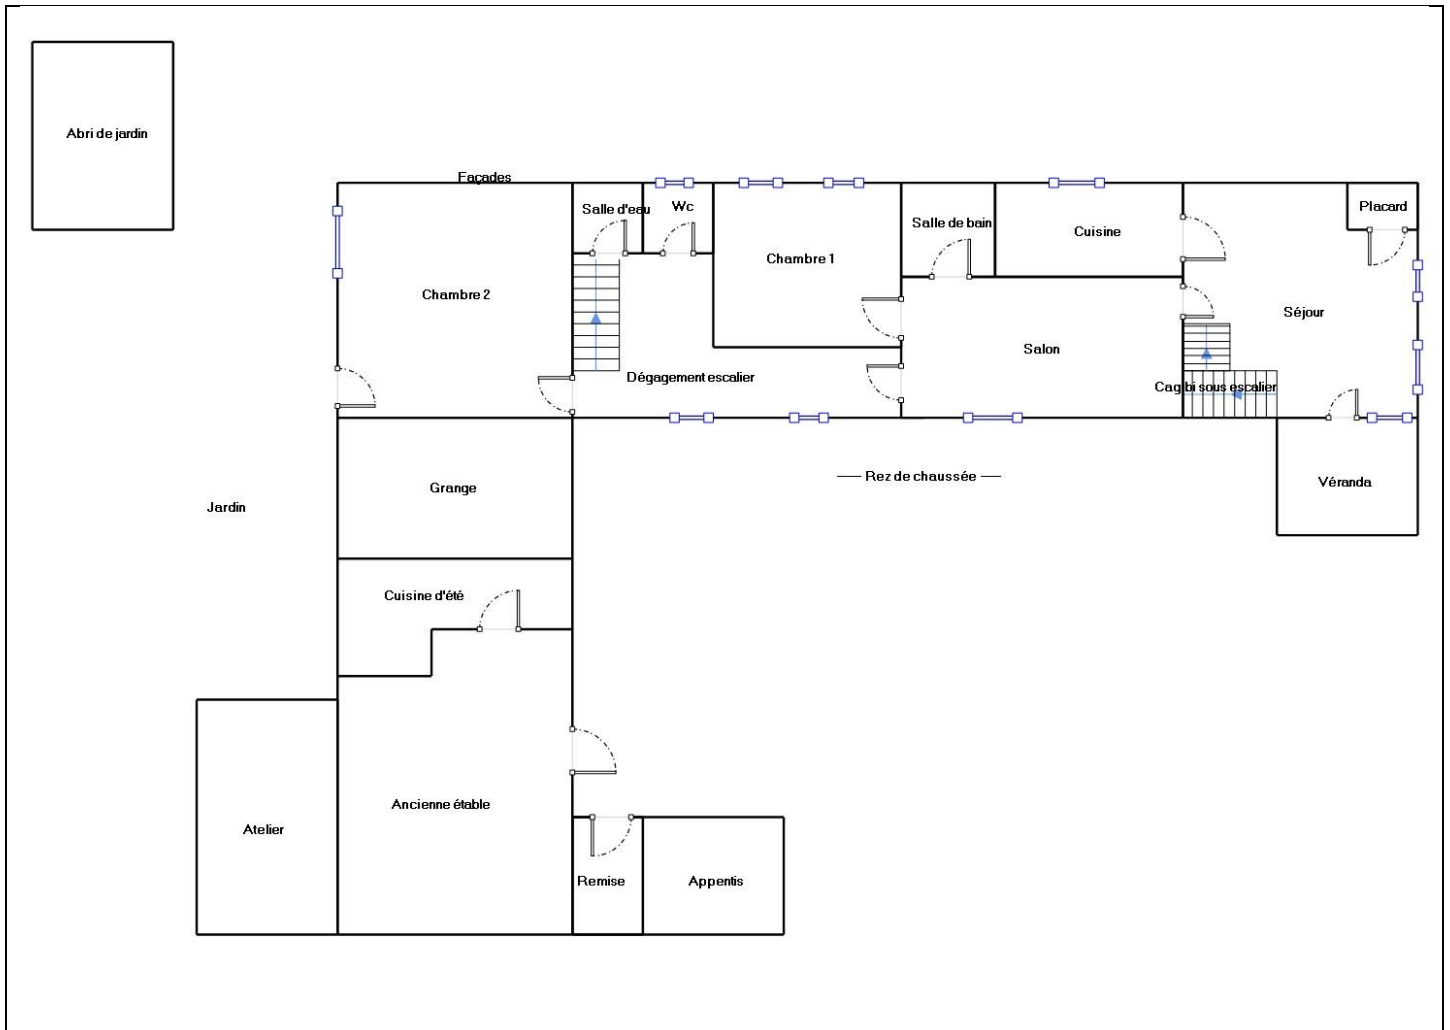 Abri de jardin
Façades
Salle d'eau
Wc
Salle de bain
Placard
Cuisine
Chambre 1
Chambre 2
Séjour
Salon
Dégagement escalier
Cagibi sous escalier
Rez de chaussée
Véranda
Grange
Jardin
Cuisine d'été
Ancienne étable
Atelier
Remise
Appentis